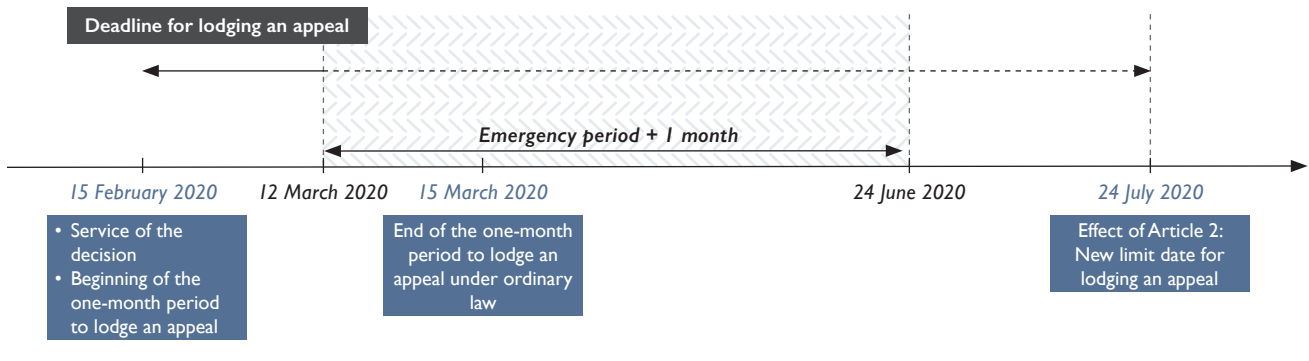 Deadline for lodging an appeal
Emergency period + 1 month
15 February 2020
12 March 2020
15 March 2020
24 June 2020
24 July 2020
• Service of the
decision
• Beginning of the
one-month period
to lodge an appeal
End of the one-month
period to lodge an
appeal under ordinary
law
Effect of Article 2:
New limit date for
lodging an appeal